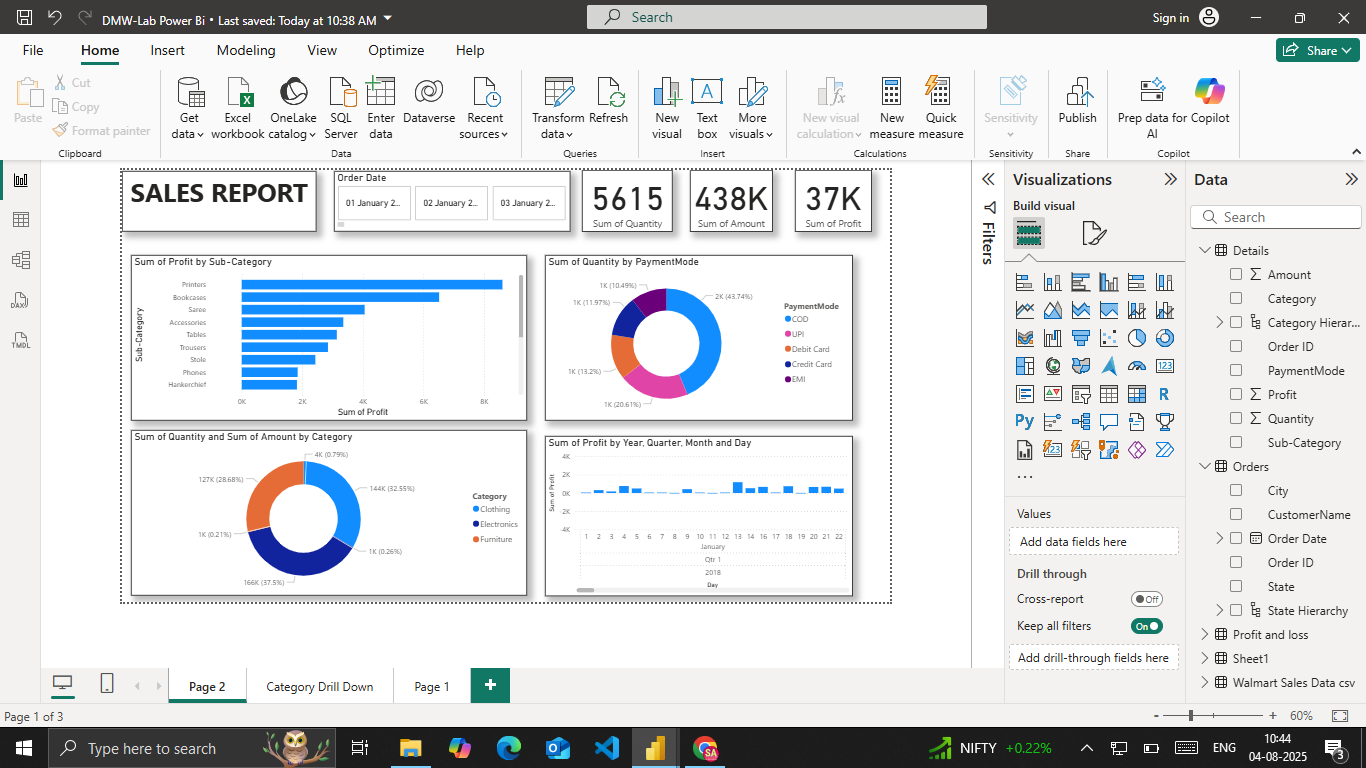 DMW-Lab Power Bi • Last saved: Today at 10:38 AM
Search
Sign in
File Home Insert Modeling View Optimize Help
Share
Paste
Cut
Copy
Format painter
Clipboard
Get data
Excel workbook
OneLake catalog
SQL Server
Enter data
Dataverse
Recent sources
Data
Transform data
Refresh
Queries
New visual
Text box
More visuals
Insert
New visual calculation
New measure
Quick measure
Calculations
Sensitivity
Sensitivity
Publish
Share
Prep data for AI
Copilot
Copilot
SALES REPORT
Order Date
01 January 2...
02 January 2...
03 January 2...
5615
Sum of Quantity
438K
Sum of Amount
37K
Sum of Profit
Sum of Profit by Sub-Category
Sub-Category
Printers
Bookcases
Saree
Accessories
Tables
Trousers
Stole
Phones
Hankerchief
0K 2K 4K 6K 8K
Sum of Profit
Sum of Quantity by PaymentMode
1K (10.49%)
2K (43.74%)
1K (11.97%)
1K (13.2%)
1K (20.61%)
PaymentMode
COD
UPI
Debit Card
Credit Card
EMI
Sum of Quantity and Sum of Amount by Category
4K (0.79%)
127K (28.68%)
144K (32.55%)
1K (0.21%)
1K (0.26%)
166K (37.5%)
Category
Clothing
Electronics
Furniture
Sum of Profit by Year, Quarter, Month and Day
Sum of Profit
4K
2K
0K
-2K
-4K
1 2 3 4 5 6 7 8 9 10 11 12 13 14 15 16 17 18 19 20 21 22
January
Qtr 1
2018
Day
Filters
Visualizations
Build visual
Values
Add data fields here
Drill through
Cross-report
Off
Keep all filters
On
Add drill-through fields here
Data
Search
Details
Amount
Category
Category Hierar...
Order ID
PaymentMode
Profit
Quantity
Sub-Category
Orders
City
CustomerName
Order Date
Order ID
State
State Hierarchy
Profit and loss
Sheet1
Walmart Sales Data csv
Page 2
Category Drill Down
Page 1
Page 1 of 3
60%
Type here to search
NIFTY +0.22%
ENG
10:44
04-08-2025
3